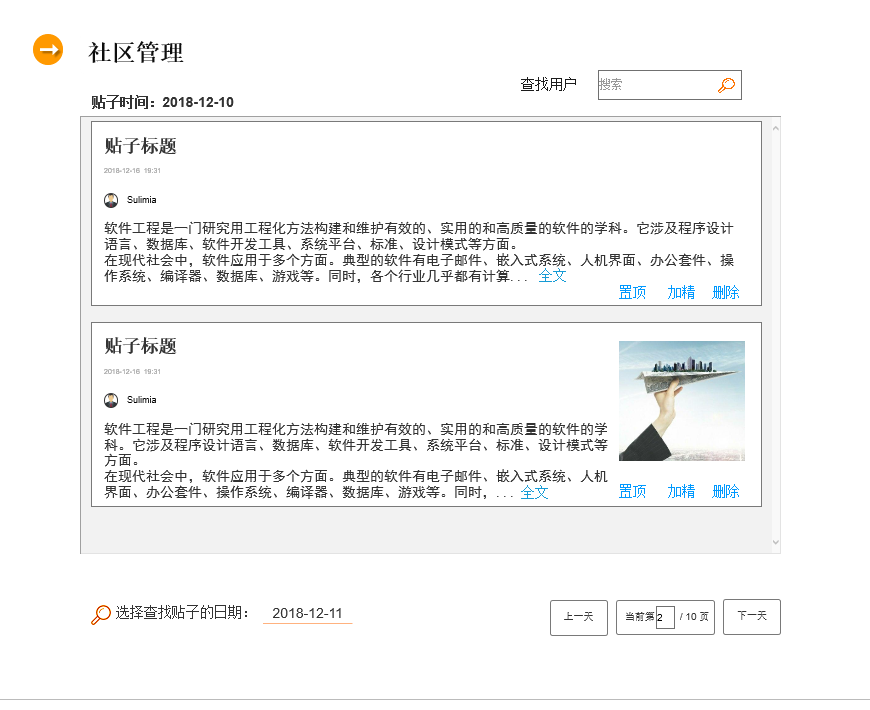 社区管理
查找用户
搜索
贴子时间：2018-12-10
贴子标题
2018-12-16 19:31
Sulimia
软件工程是一门研究用工程化方法构建和维护有效的、实用的和高质量的软件的学科。它涉及程序设计
语言、数据库、软件开发工具、系统平台、标准、设计模式等方面。
在现代社会中，软件应用于多个方面。典型的软件有电子邮件、嵌入式系统、人机界面、办公套件、操
作系统、编译器、数据库、游戏等。同时，各个行业几乎都有计算... 全文
置顶 加精 删除
贴子标题
2018-12-16 19:31
Sulimia
软件工程是一门研究用工程化方法构建和维护有效的、实用的和高质量的软件的学
科。它涉及程序设计语言、数据库、软件开发工具、系统平台、标准、设计模式等
方面。
在现代社会中，软件应用于多个方面。典型的软件有电子邮件、嵌入式系统、人机
界面、办公套件、操作系统、编译器、数据库、游戏等。同时，... 全文
置顶 加精 删除
选择查找贴子的日期： 2018-12-11
上一天
当前第2 / 10 页
下一天